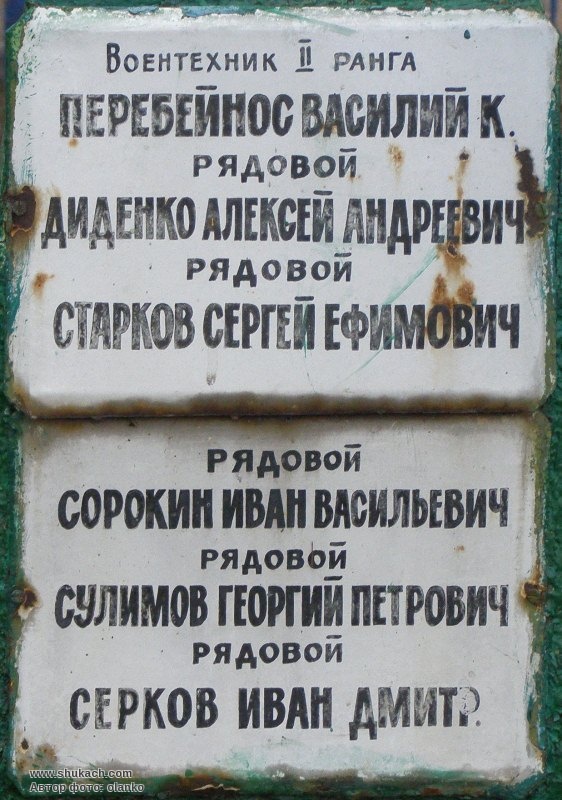 Воентехник II ранга
ПЕРЕБЕЙНОС ВАСИЛИЙ К.
РЯДОВОЙ
ДИДЕНКО АЛЕКСЕЙ АНДРЕЕВИЧ
РЯДОВОЙ
СТАРКОВ СЕРГЕЙ ЕФИМОВИЧ
РЯДОВОЙ
СОРОКИН ИВАН ВАСИЛЬЕВИЧ
РЯДОВОЙ
СУЛИМОВ ГЕОРГИЙ ПЕТРОВИЧ
РЯДОВОЙ
СЕРКОВ ИВАН ДМИТР.
www.shukach.com
Автор фото: olanko